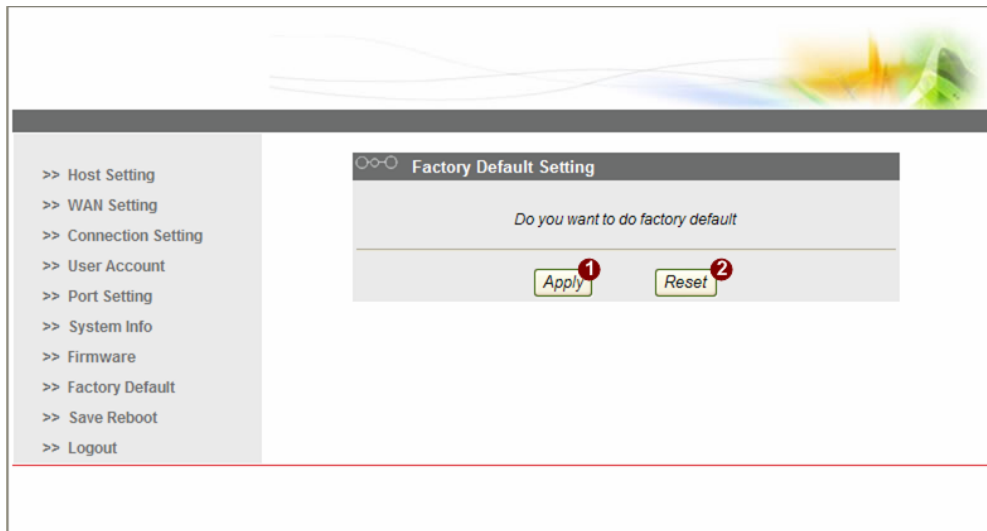 >> Host Setting
>> WAN Setting
>> Connection Setting
>> User Account
>> Port Setting
>> System Info
>> Firmware
>> Factory Default
>> Save Reboot
>> Logout
Factory Default Setting
Do you want to do factory default
Apply 1 Reset 2